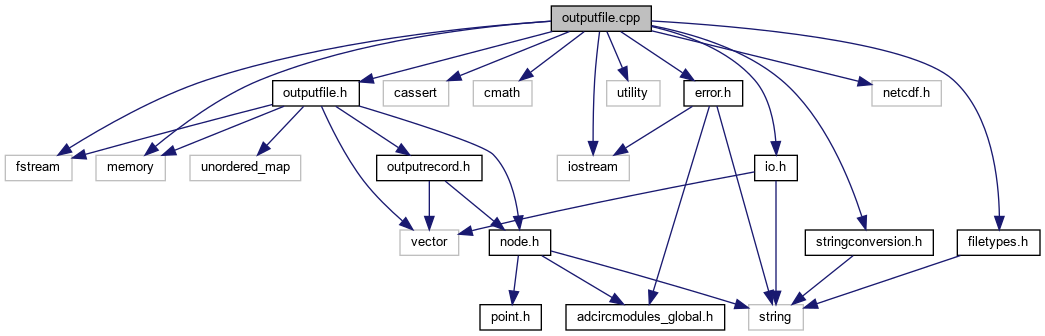 outputfile.cpp
outputfile.h
cassert
cmath
utility
error.h
netcdf.h
fstream
memory
unordered_map
outputrecord.h
iostream
io.h
vector
node.h
stringconversion.h
filetypes.h
point.h
adcircmodules_global.h
string